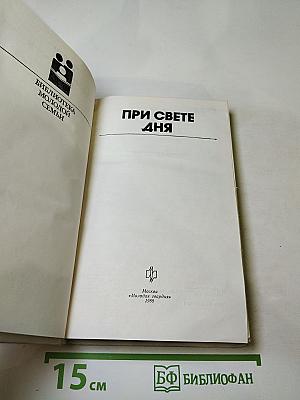 БИБЛИОТЕКА
МОЛОДОЙ
СЕМЬИ
ПРИ СВЕТЕ
ДНЯ
Москва
«Молодая гвардия»
15 см
БФ БИБЛИОФАН